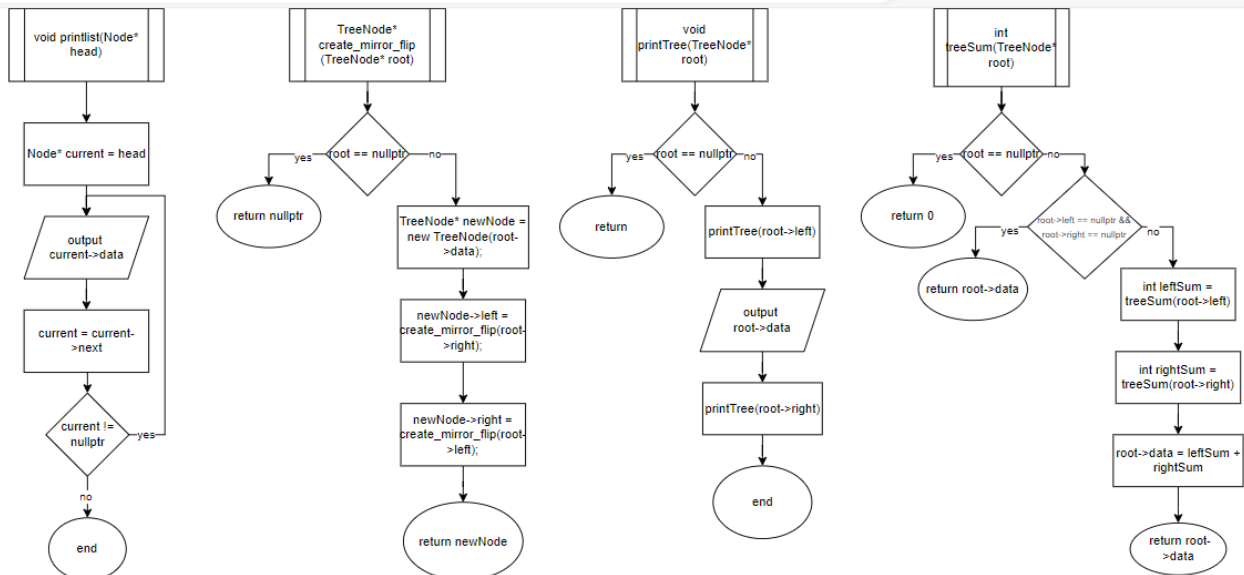 void printlist(Node*
head)
Node* current = head
output
current->data
current = current-
>next
current !=
nullptr
yes
no
end
TreeNode*
create_mirror_flip
(TreeNode* root)
root == nullptr
yes
no
return nullptr
TreeNode* newNode =
new TreeNode(root-
>data);
newNode->left =
create_mirror_flip(root-
>right);
newNode->right =
create_mirror_flip(root-
>left);
return newNode
void
printTree(TreeNode*
root)
root == nullptr
yes
no
return
printTree(root->left)
output
root->data
printTree(root->right)
end
int
treeSum(TreeNode*
root)
root == nullptr
yes
no
return 0
root->left == nullptr &&
root->right == nullptr
yes
no
return root->data
int leftSum =
treeSum(root->left)
int rightSum =
treeSum(root->right)
root->data = leftSum +
rightSum
return root-
>data